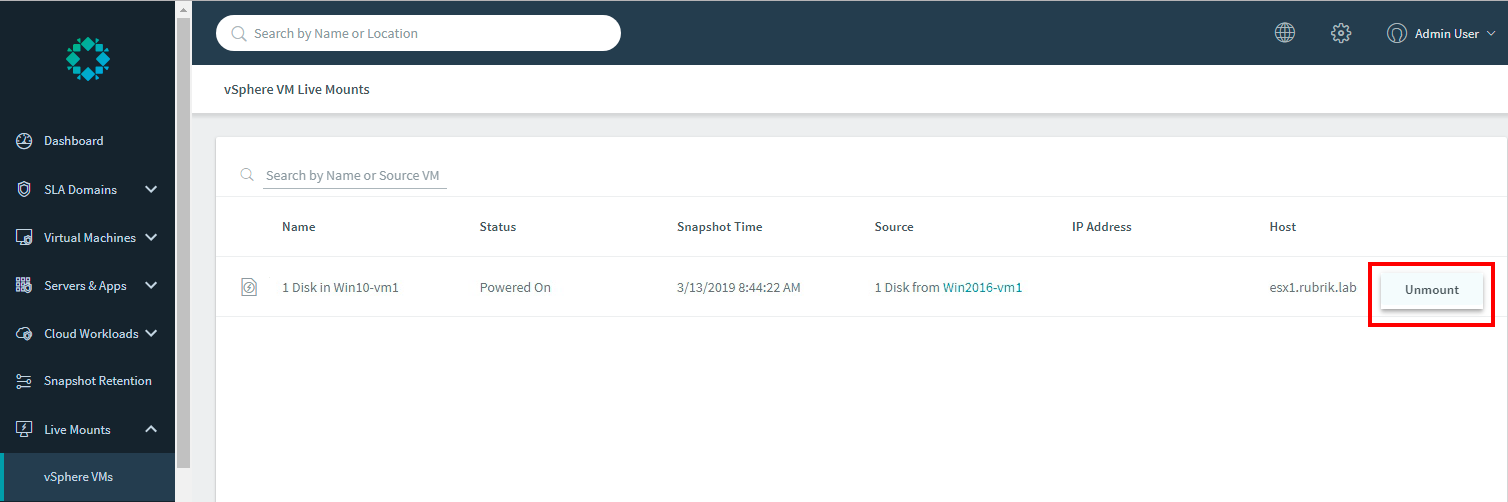 Search by Name or Location
Admin User
vSphere VM Live Mounts
Dashboard
SLA Domains
Virtual Machines
Servers & Apps
Cloud Workloads
Snapshot Retention
Live Mounts
vSphere VMs
Search by Name or Source VM
Name Status Snapshot Time Source IP Address Host
1 Disk in Win10-vm1 Powered On 3/13/2019 8:44:22 AM 1 Disk from Win2016-vm1 esx1.rubrik.lab Unmount